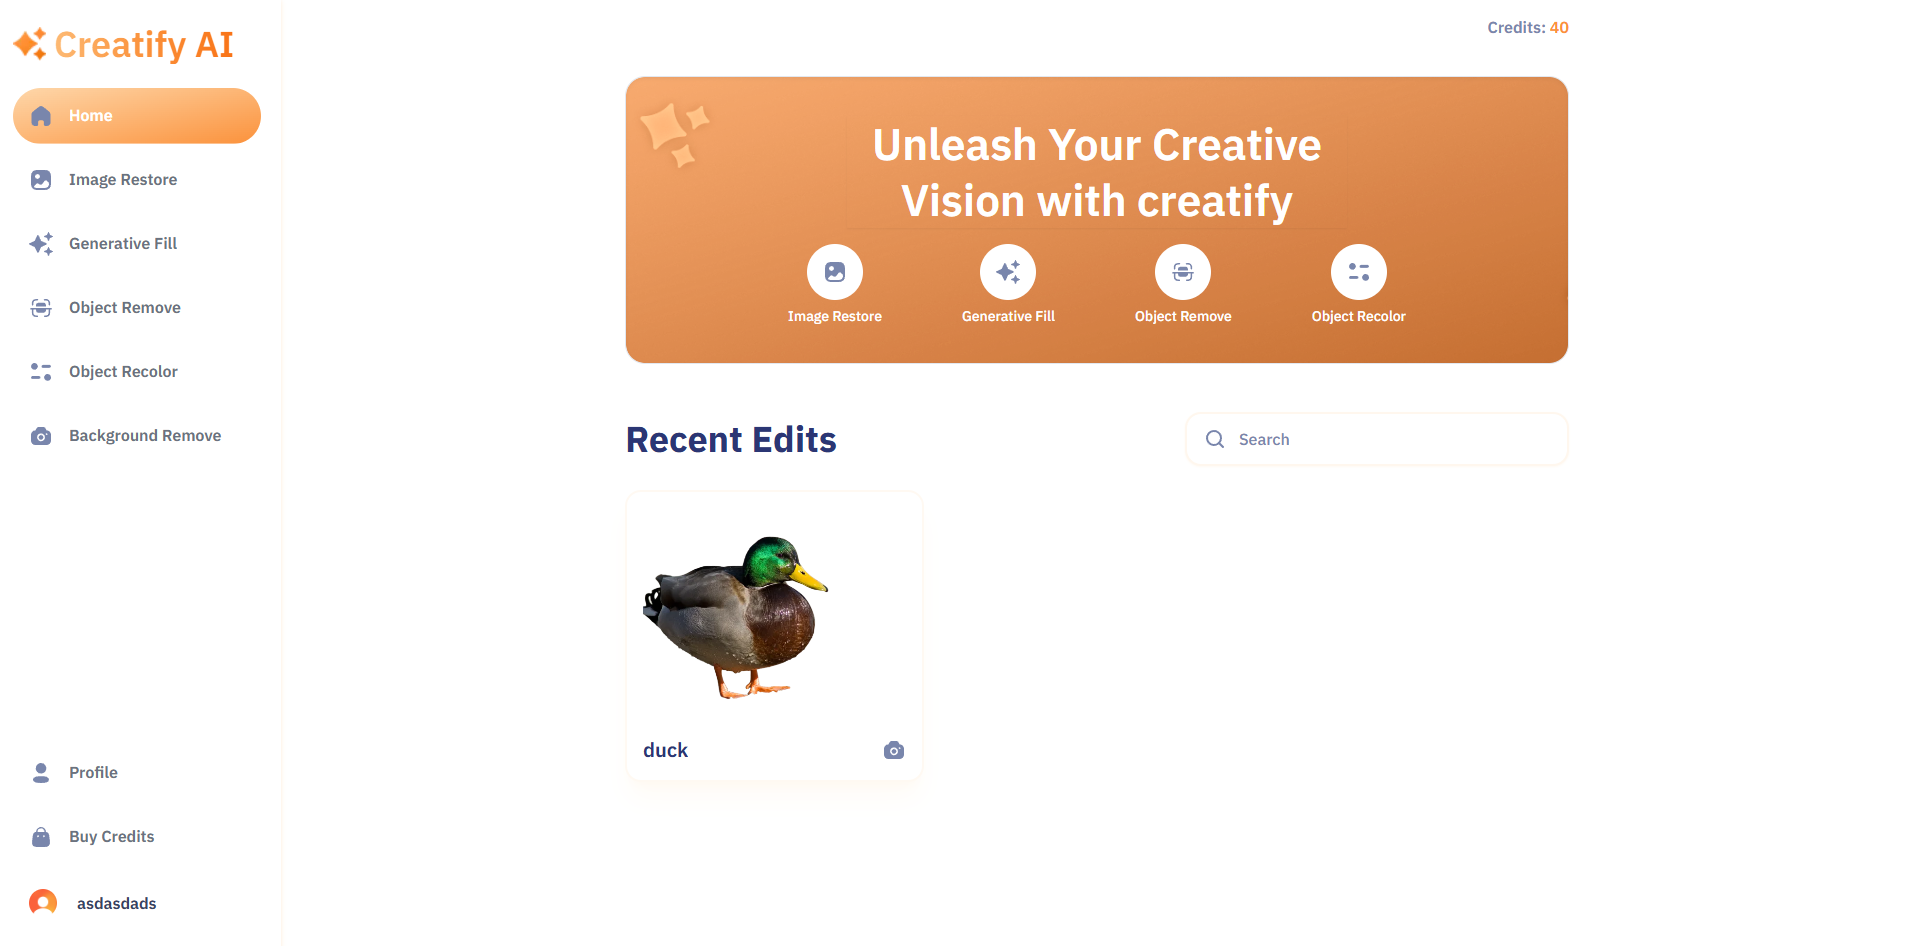 Creatify AI
Home
Image Restore
Generative Fill
Object Remove
Object Recolor
Background Remove
Profile
Buy Credits
asdasdads
Credits: 40
Unleash Your Creative
Vision with creatify
Image Restore
Generative Fill
Object Remove
Object Recolor
Recent Edits
Search
duck